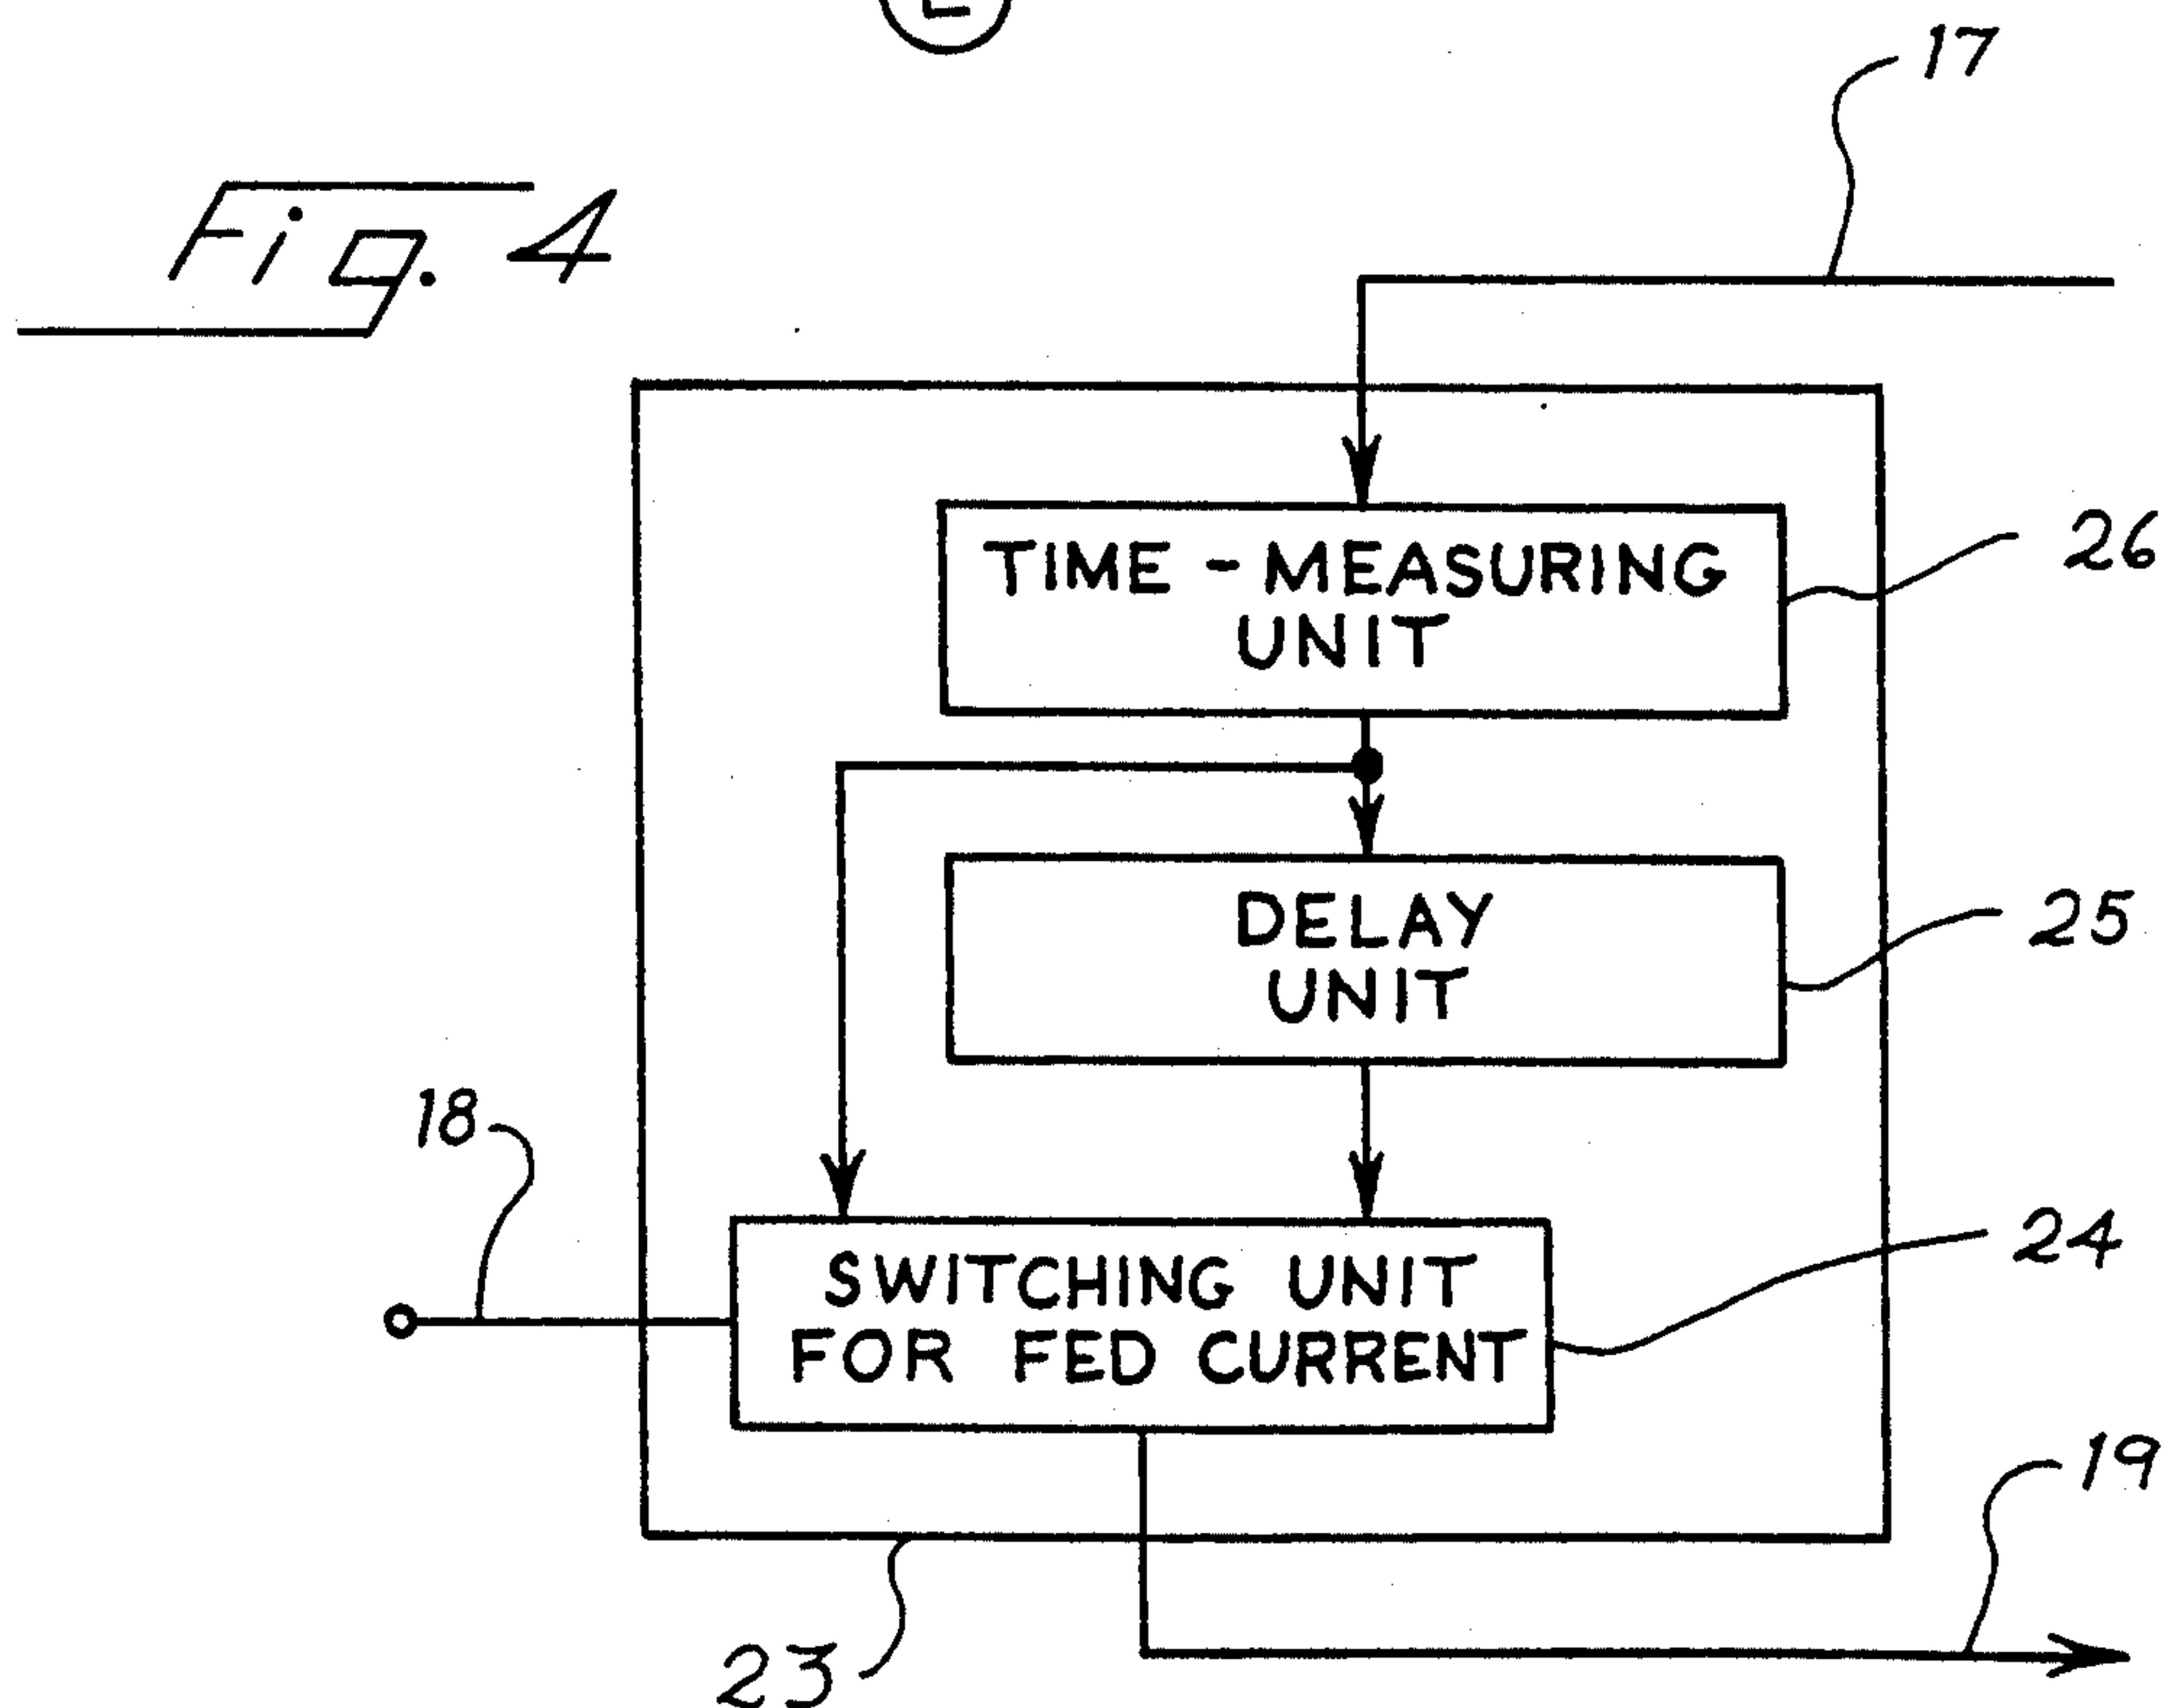 17
Fig. 4
TIME - MEASURING
UNIT
26
DELAY
UNIT
25
18
SWITCHING UNIT
FOR FED CURRENT
24
19
23